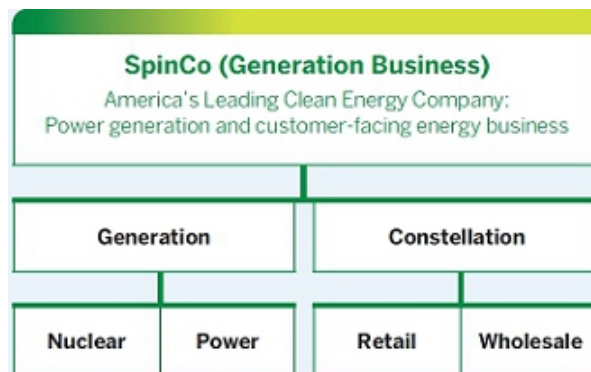 SpinCo (Generation Business)
America's Leading Clean Energy Company:
Power generation and customer-facing energy business
Generation
Constellation
Nuclear
Power
Retail
Wholesale